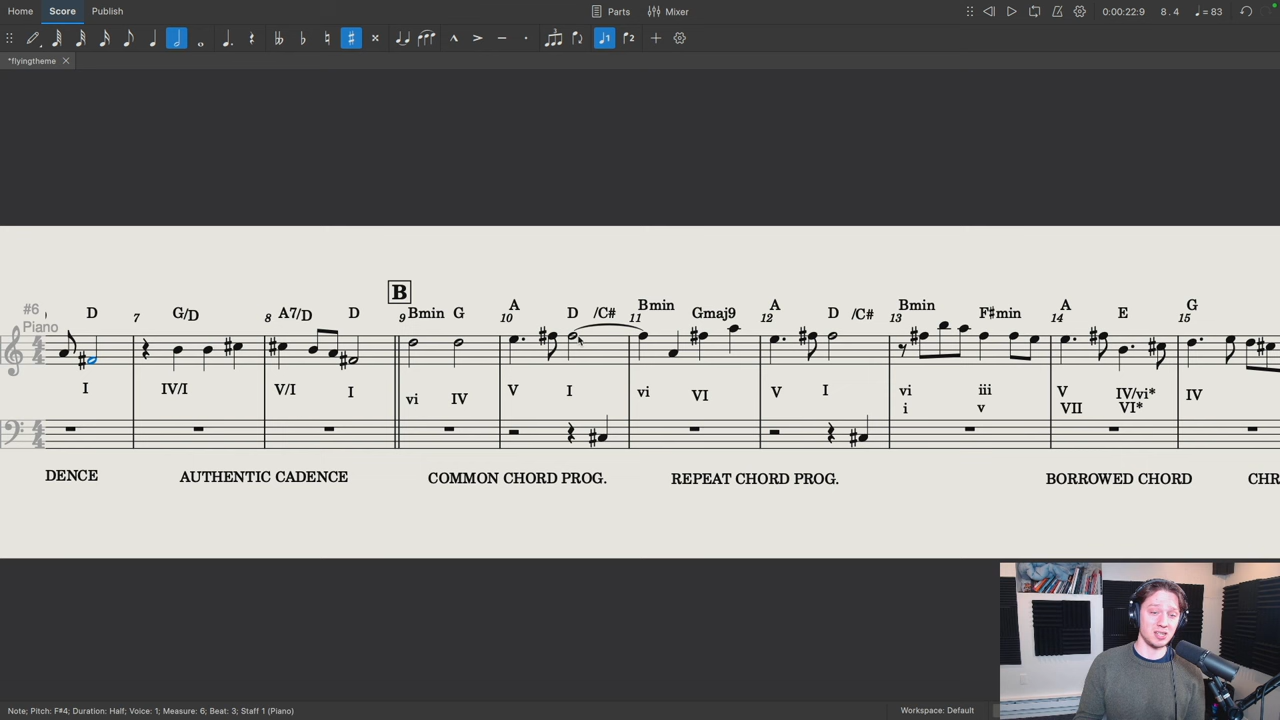 Home Score Publish Parts Mixer 0:00:22:9 8. 4 = 83
*flyingtheme
B
#6 D 7 G/D 8 A7/D D 9 Bmin G 10 A D /C# 11 Bmin Gmaj9 12 A D /C# 13 Bmin F#min 14 A E 15 G
Piano
I IV/I V/I I vi IV V I vi VI V I vi iii V IV/vi* IV
i v VII VI*
DENCE AUTHENTIC CADENCE COMMON CHORD PROG. REPEAT CHORD PROG. BORROWED CHORD CHR
Note; Pitch: F#4; Duration: Half; Voice: 1; Measure: 6; Beat: 3; Staff 1 (Piano) Workspace: Default